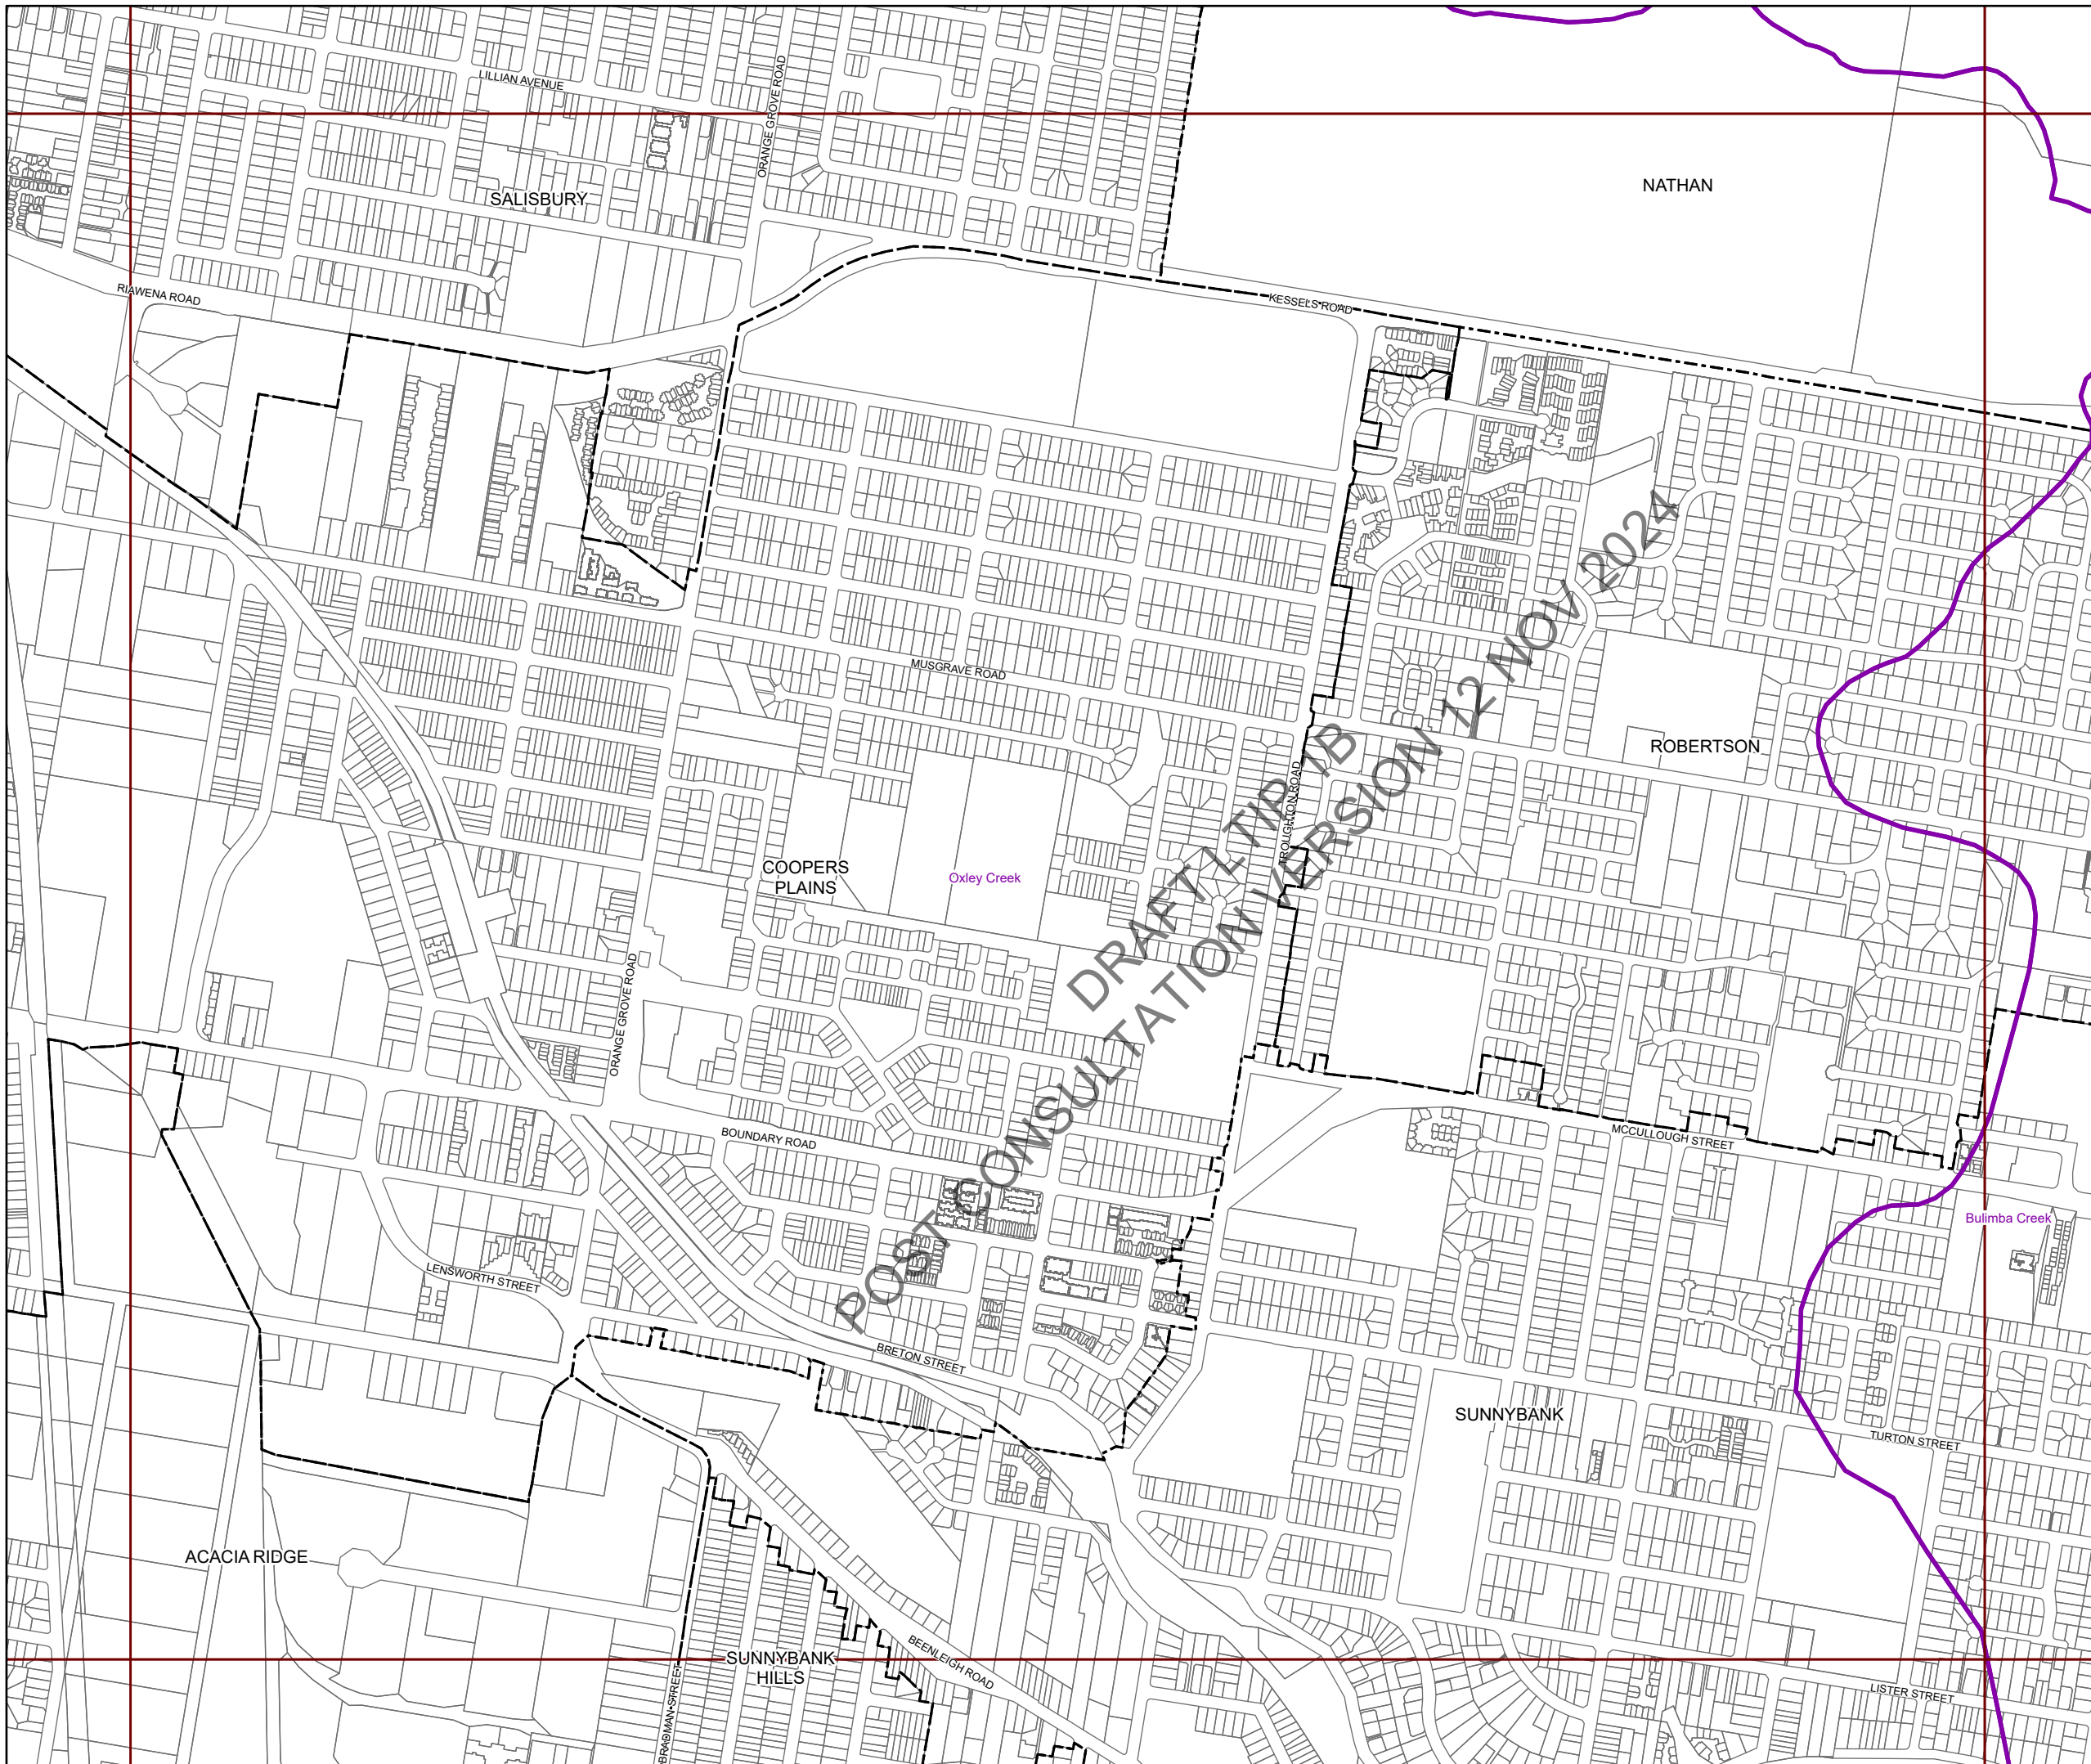 LILLIAN AVENUE
ORANGE GROVE ROAD
NATHAN
SALISBURY
RIAWENA ROAD
KESSELS ROAD
MUSGRAVE ROAD
ROBERTSON
TROUGHTON ROAD
COOPERS
PLAINS
Oxley Creek
DRAFT LTIP 1B
POST CONSULTATION VERSION 12 NOV 2024
ORANGE GROVE ROAD
BOUNDARY ROAD
MCCULLOUGH STREET
Bulimba Creek
LENSWORTH STREET
BRETON STREET
SUNNYBANK
TURTON STREET
ACACIA RIDGE
SUNNYBANK
HILLS
BEENLEIGH ROAD
BRADMAN STREET
LISTER STREET